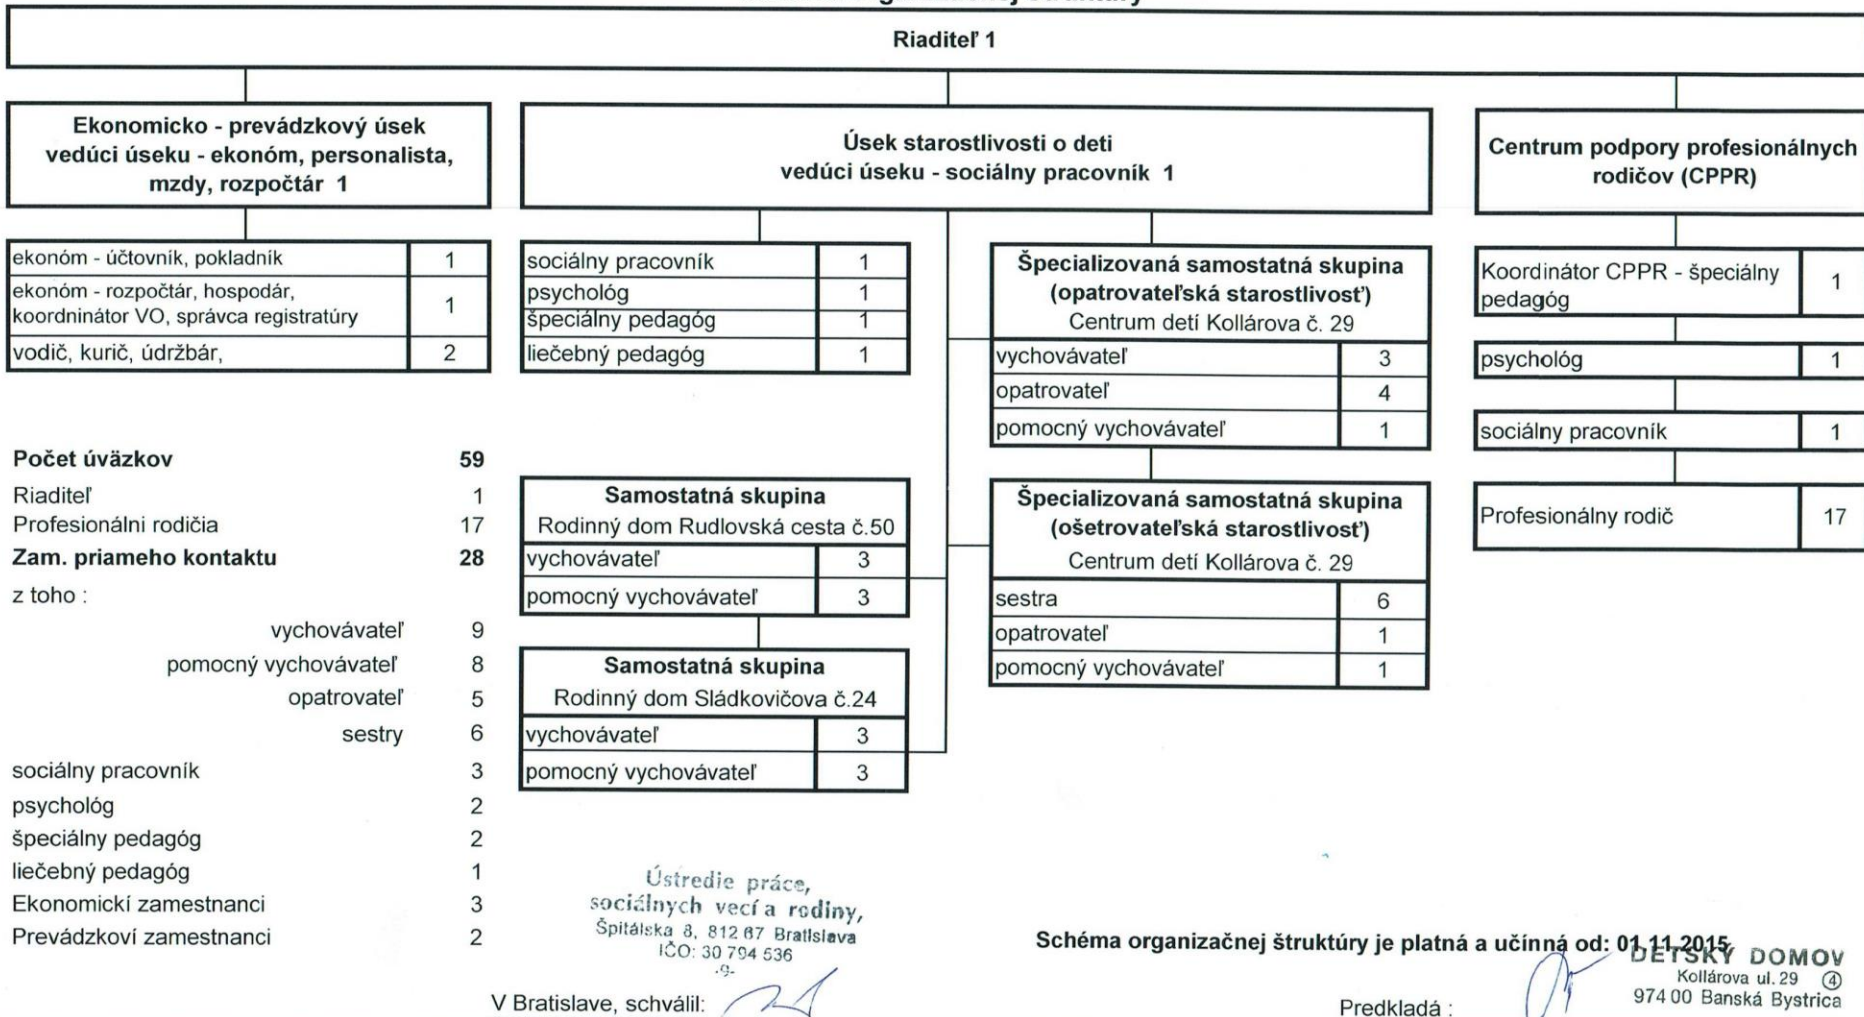 Riaditeľ 1
Ekonomicko - prevádzkový úsek
vedúci úseku - ekonóm, personalista,
mzdy, rozpočtár 1
Úsek starostlivosti o deti
vedúci úseku - sociálny pracovník 1
Centrum podpory profesionálnych
rodičov (CPPR)
ekonóm - účtovník, pokladník 1
ekonóm - rozpočtár, hospodár,
koordninátor VO, správca registratúry 1
vodič, kurič, údržbár, 2
sociálny pracovník 1
psychológ 1
špeciálny pedagóg 1
liečebný pedagóg 1
Špecializovaná samostatná skupina
(opatrovateľská starostlivosť)
Centrum detí Kollárova č. 29
vychovávateľ 3
opatrovateľ 4
pomocný vychovávateľ 1
Koordinátor CPPR - špeciálny
pedagóg 1
psychológ 1
sociálny pracovník 1
Profesionálny rodič 17
Samostatná skupina
Rodinný dom Rudlovská cesta č.50
vychovávateľ 3
pomocný vychovávateľ 3
Samostatná skupina
Rodinný dom Sládkovičova č.24
vychovávateľ 3
pomocný vychovávateľ 3
Špecializovaná samostatná skupina
(ošetrovateľská starostlivosť)
Centrum detí Kollárova č. 29
sestra 6
opatrovateľ 1
pomocný vychovávateľ 1
Počet úväzkov 59
Riaditeľ 1
Profesionálni rodičia 17
Zam. priameho kontaktu 28
z toho :
vychovávateľ 9
pomocný vychovávateľ 8
opatrovateľ 5
sestry 6
sociálny pracovník 3
psychológ 2
špeciálny pedagóg 2
liečebný pedagóg 1
Ekonomickí zamestnanci 3
Prevádzkoví zamestnanci 2
Ústredie práce,
sociálnych vecí a rodiny,
Špitálska 8, 812 67 Bratislava
IČO: 30 794 536
-9-
V Bratislave, schválil:
Schéma organizačnej štruktúry je platná a učinná od: 01.11.2015
DETSKÝ DOMOV
Kollárova ul. 29 4
974 00 Banská Bystrica
Predkladá :